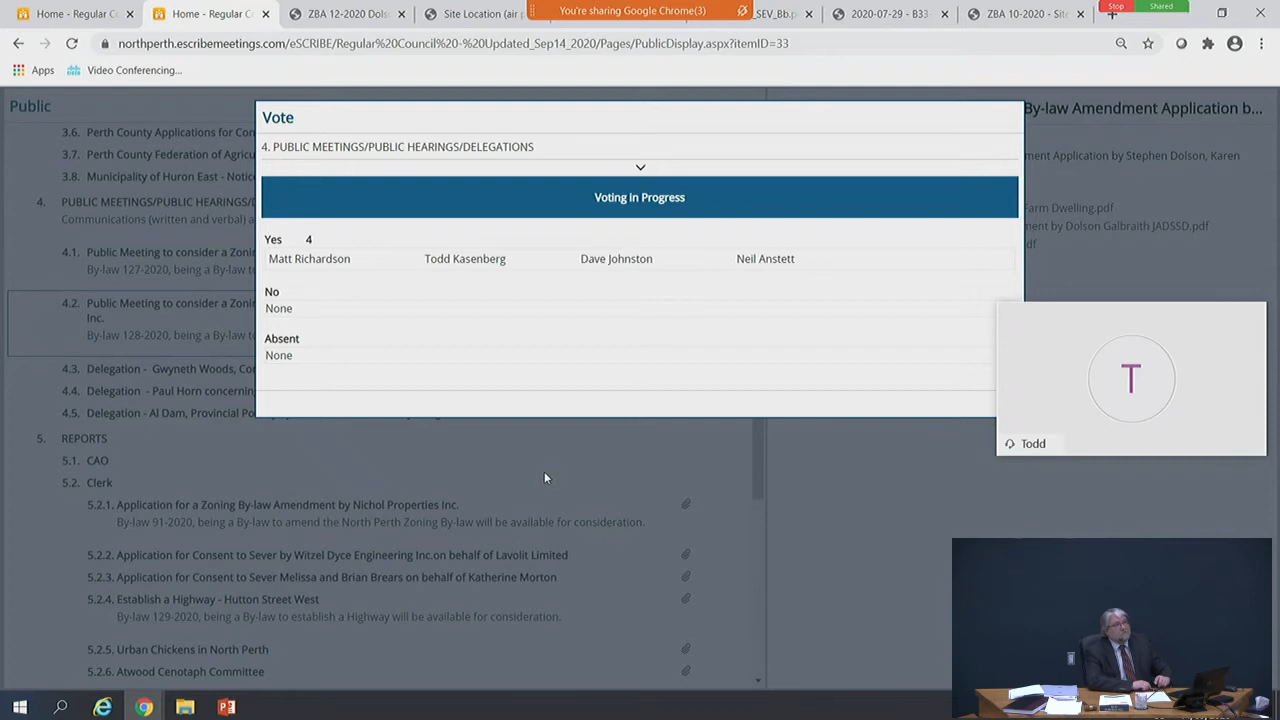 Home - Regular Co
Home - Regular Co
ZBA 12-2020 Dols
Site Location (air p
You're sharing Google Chrome(3)
_SEV_Bb.p
2020-07-29 - B33
ZBA 10-2020 - Site
Stop
Shared
northperth.escribemeetings.com/eSCRIBE/Regular%20Council%20-%20Updated_Sep14_2020/Pages/PublicDisplay.aspx?itemID=33
Apps
Video Conferencing...
Public
By-law Amendment Application b...
3.6. Perth County Applications for Con
3.7. Perth County Federation of Agricu
3.8. Municipality of Huron East - Notic
4. PUBLIC MEETINGS/PUBLIC HEARINGS/D
Communications (written and verbal) a
4.1. Public Meeting to consider a Zonin
By-law 127-2020, being a By-law to
4.2. Public Meeting to consider a Zonin
Inc.
By-law 128-2020, being a By-law to
4.3. Delegation - Gwyneth Woods, Con
4.4. Delegation - Paul Horn concerning
4.5. Delegation - Al Dam, Provincial Po
5. REPORTS
5.1. CAO
5.2. Clerk
5.2.1. Application for a Zoning By-law Amendment by Nichol Properties Inc.
By-law 91-2020, being a By-law to amend the North Perth Zoning By-law will be available for consideration.
5.2.2. Application for Consent to Sever by Witzel Dyce Engineering Inc.on behalf of Lavolit Limited
5.2.3. Application for Consent to Sever Melissa and Brian Brears on behalf of Katherine Morton
5.2.4. Establish a Highway - Hutton Street West
By-law 129-2020, being a By-law to establish a Highway will be available for consideration.
5.2.5. Urban Chickens in North Perth
5.2.6. Atwood Cenotaph Committee
Vote
4. PUBLIC MEETINGS/PUBLIC HEARINGS/DELEGATIONS
Voting In Progress
Yes 4
Matt Richardson Todd Kasenberg Dave Johnston Neil Anstett
No
None
Absent
None
ment Application by Stephen Dolson, Karen
Farm Dwelling.pdf
ment by Dolson Galbraith JADSSD.pdf
df
T
Todd